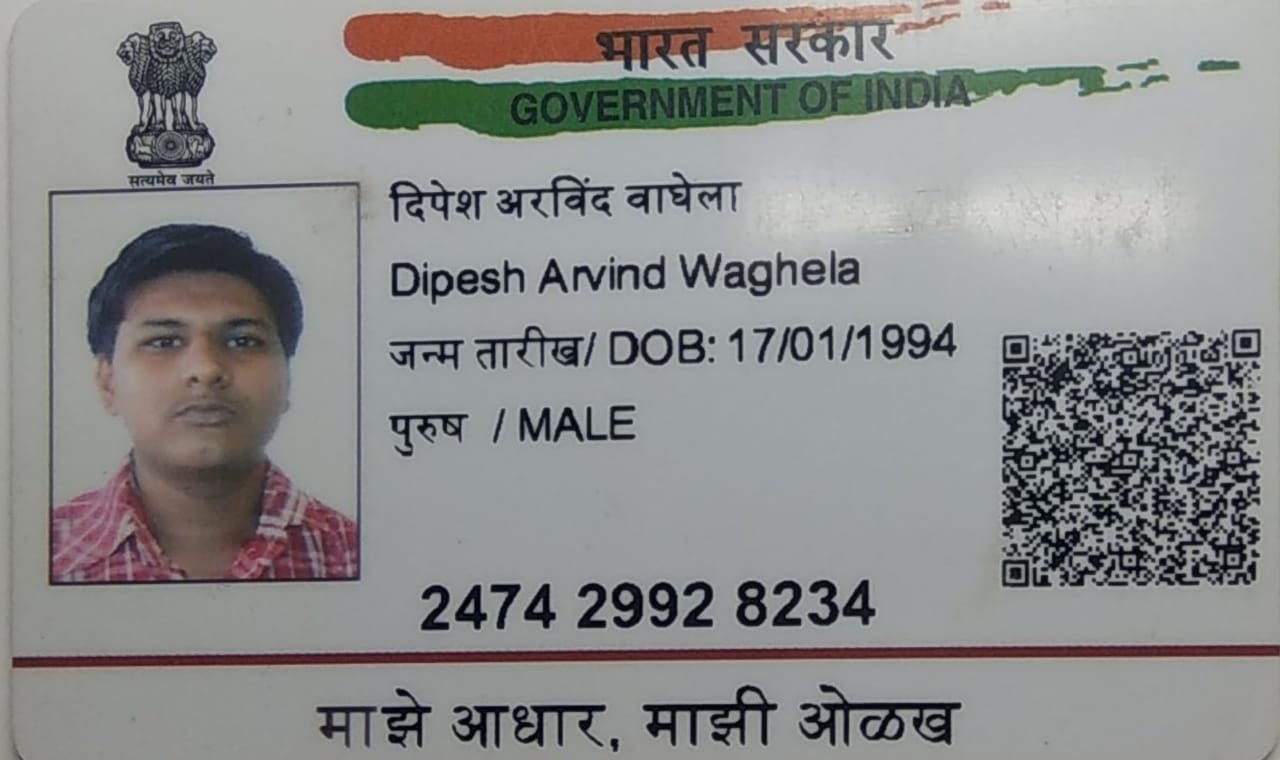 भारत सरकार
GOVERNMENT OF INDIA
सत्यमेव जयते
दिपेश अरविंद वाघेला
Dipesh Arvind Waghela
जन्म तारीख/ DOB: 17/01/1994
पुरुष / MALE
2474 2992 8234
माझे आधार, माझी ओळख